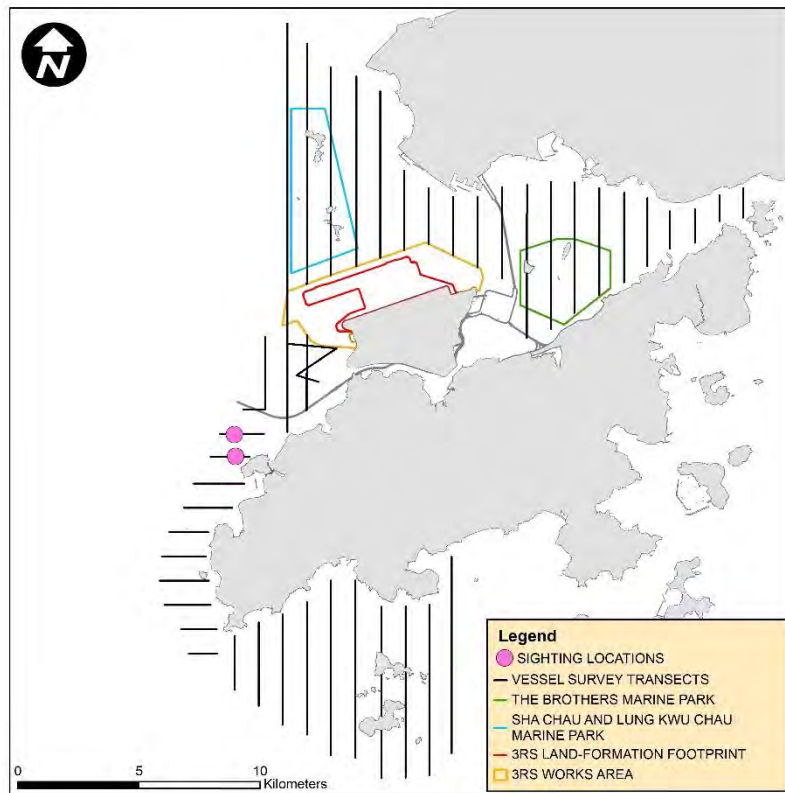 N
Legend
SIGHTING LOCATIONS
VESSEL SURVEY TRANSECTS
THE BROTHERS MARINE PARK
SHA CHAU AND LUNG KWU CHAU
MARINE PARK
3RS LAND-FORMATION FOOTPRINT
3RS WORKS AREA
0 5 10
Kilometers